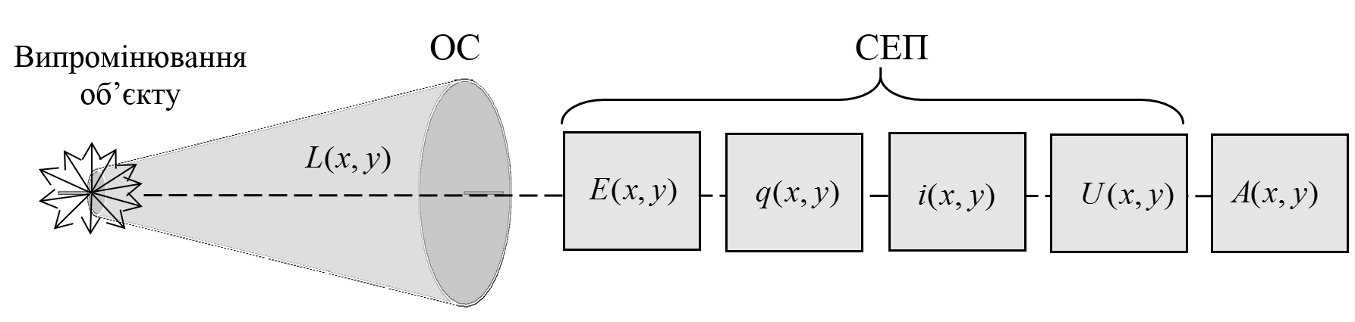 Випромінювання
об’єкту
ОС
СЕП
L(x, y)
E(x, y)
q(x, y)
i(x, y)
U(x, y)
A(x, y)